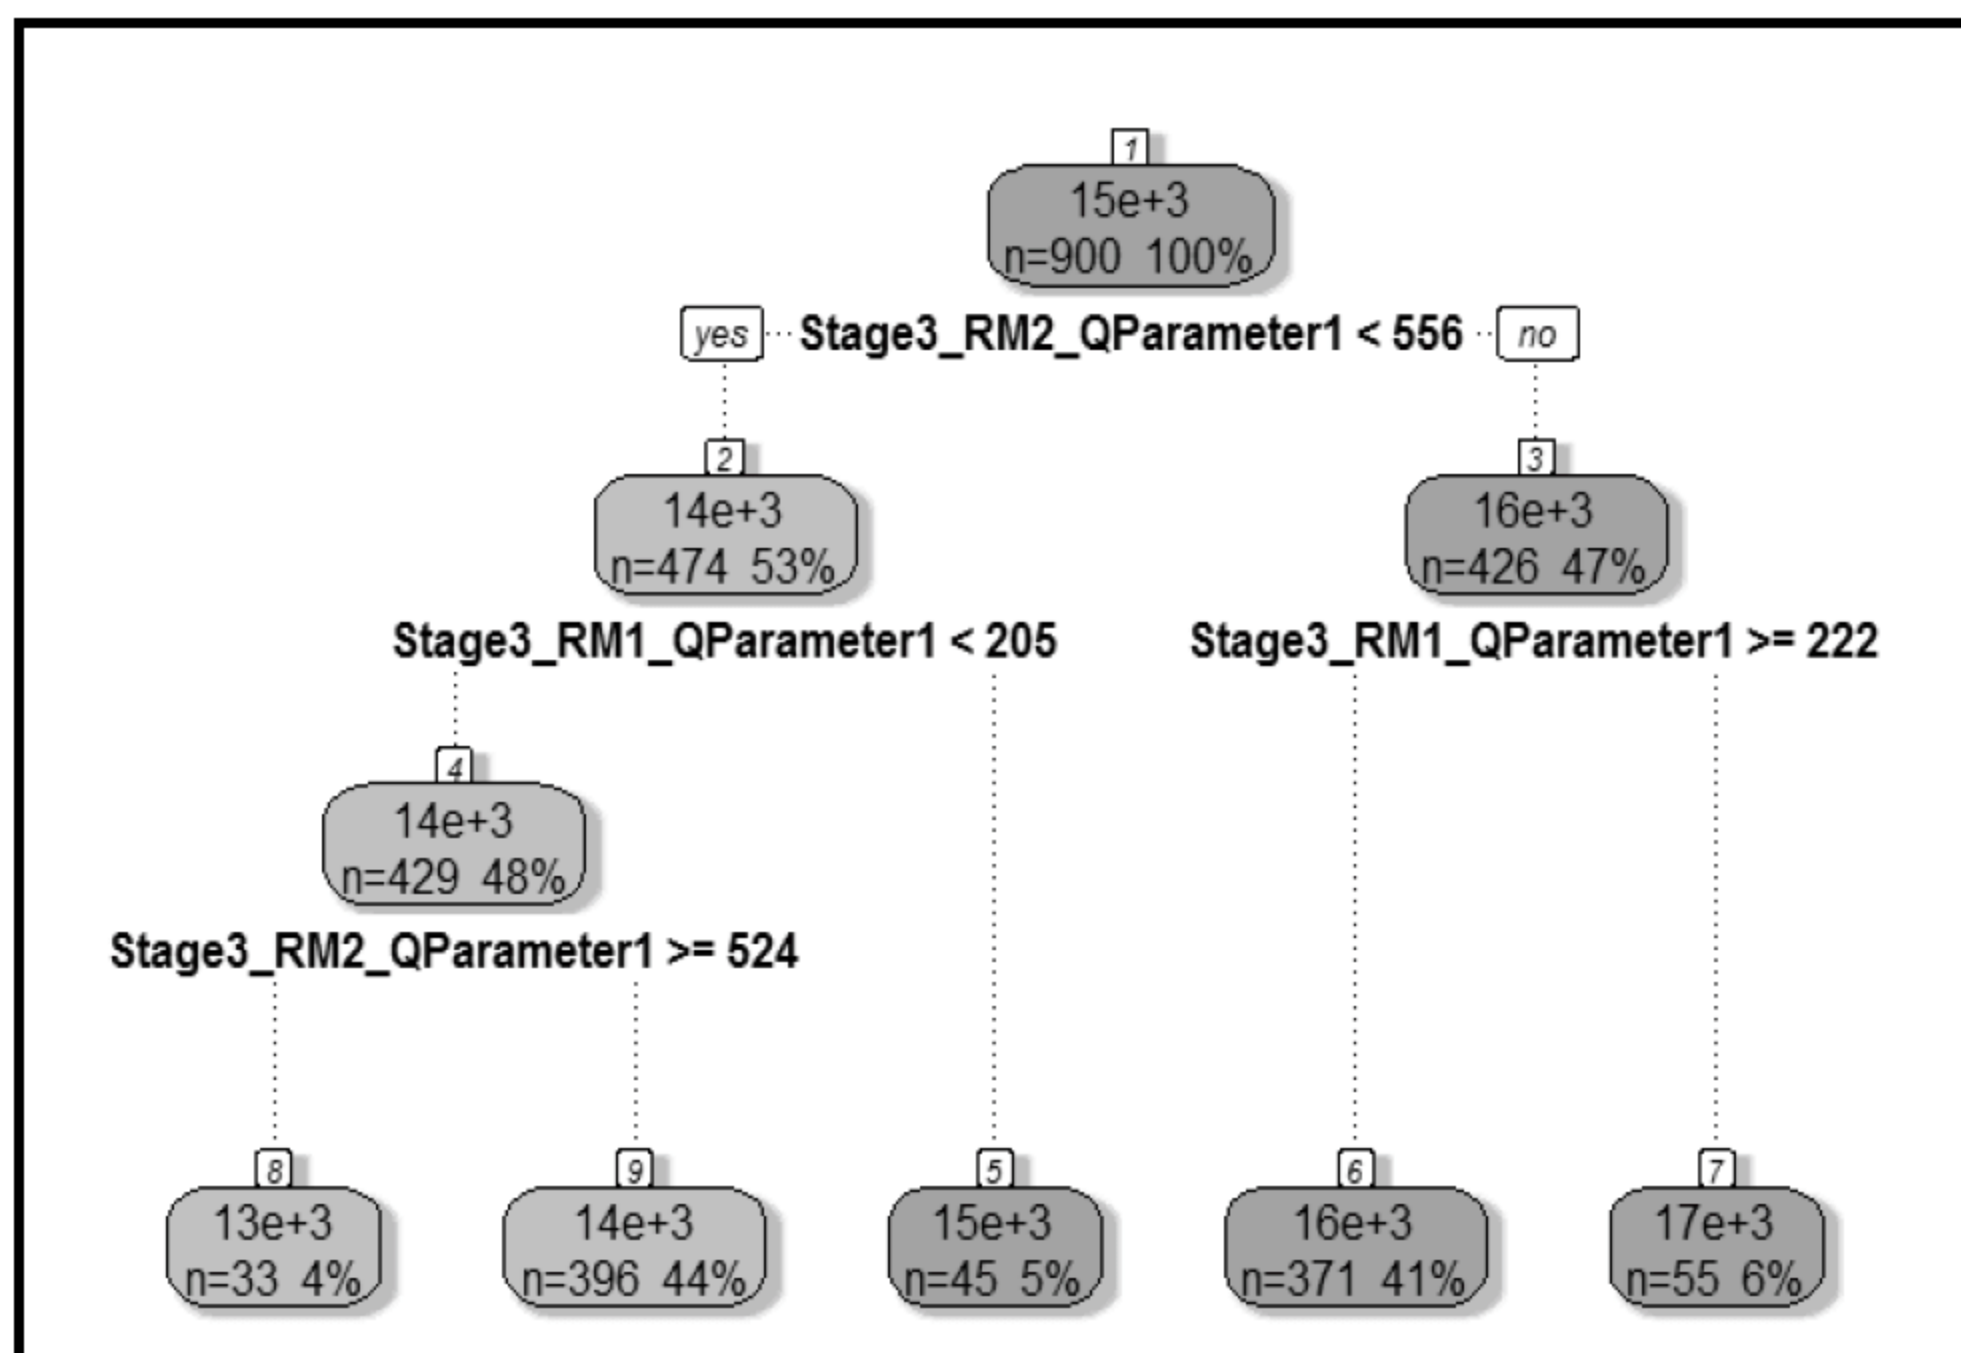 1
15e+3
n=900 100%
yes Stage3_RM2_QParameter1 < 556 no
2 3
14e+3 16e+3
n=474 53% n=426 47%
Stage3_RM1_QParameter1 < 205 Stage3_RM1_QParameter1 >= 222
4
14e+3
n=429 48%
Stage3_RM2_QParameter1 >= 524
8 9 5 6 7
13e+3 14e+3 15e+3 16e+3 17e+3
n=33 4% n=396 44% n=45 5% n=371 41% n=55 6%